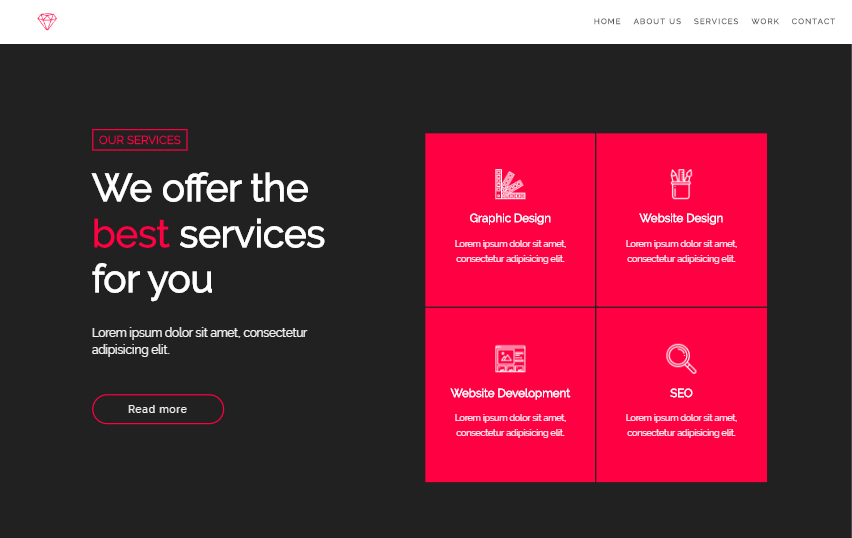 HOME ABOUT US SERVICES WORK CONTACT
OUR SERVICES
We offer the
best services
for you
Lorem ipsum dolor sit amet, consectetur
adipisicing elit.
Read more
Graphic Design
Lorem ipsum dolor sit amet,
consectetur adipisicing elit.
Website Design
Lorem ipsum dolor sit amet,
consectetur adipisicing elit.
Website Development
Lorem ipsum dolor sit amet,
consectetur adipisicing elit.
SEO
Lorem ipsum dolor sit amet,
consectetur adipisicing elit.